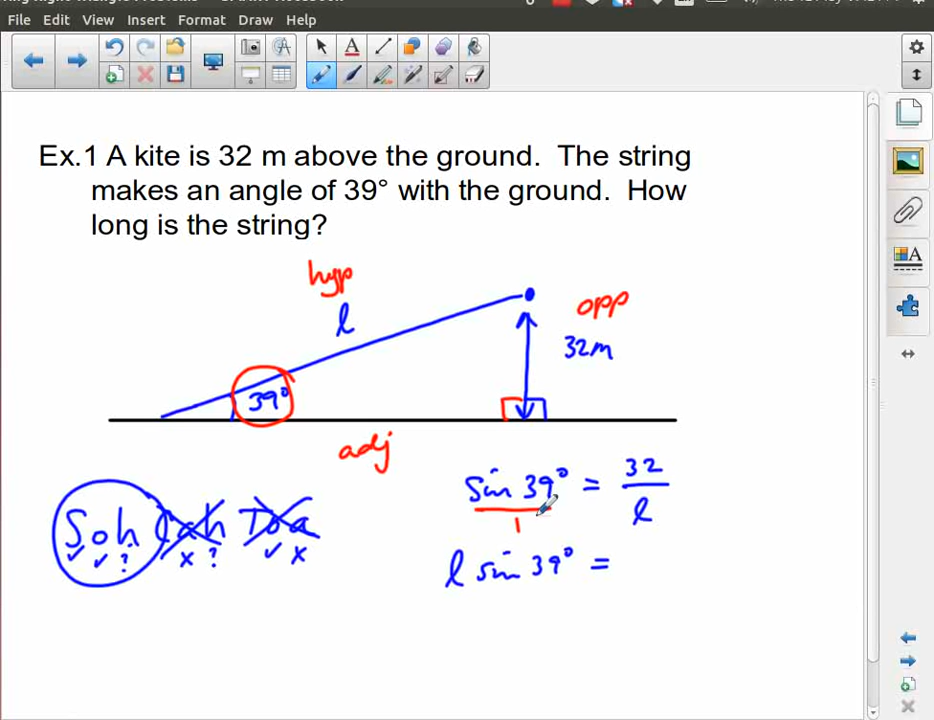 File Edit View Insert Format Draw Help
A
A
Ex.1 A kite is 32 m above the ground. The string
makes an angle of 39° with the ground. How
long is the string?
hyp
l
opp
32m
39°
adj
sin 39° = 32
l
1
Soh Cah Toa
✓ ✓ ? x ? ✓ x
l sin 39° =